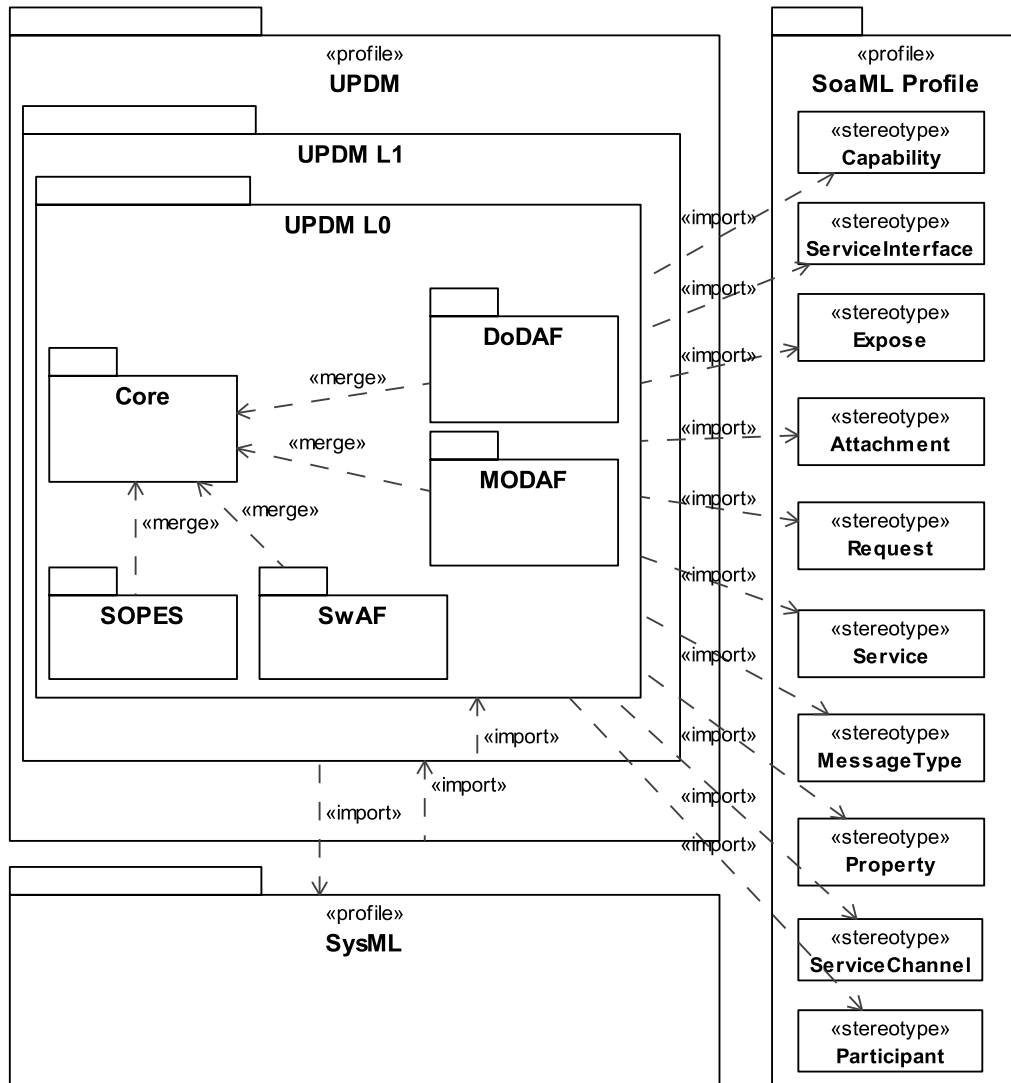 «profile»
UPDM
UPDM L1
UPDM L0
DoDAF
Core
«merge»
«merge»
MODAF
«merge»
«merge»
SOPES
SwAF
«import»
«import»
«import»
«profile»
SysML
«profile»
SoaML Profile
«stereotype»
Capability
«import»
«stereotype»
ServiceInterface
«import»
«stereotype»
Expose
«import»
«stereotype»
Attachment
«import»
«stereotype»
Request
«import»
«stereotype»
Service
«import»
«stereotype»
MessageType
«import»
«stereotype»
Property
«import»
«stereotype»
ServiceChannel
«import»
«stereotype»
Participant
«import»